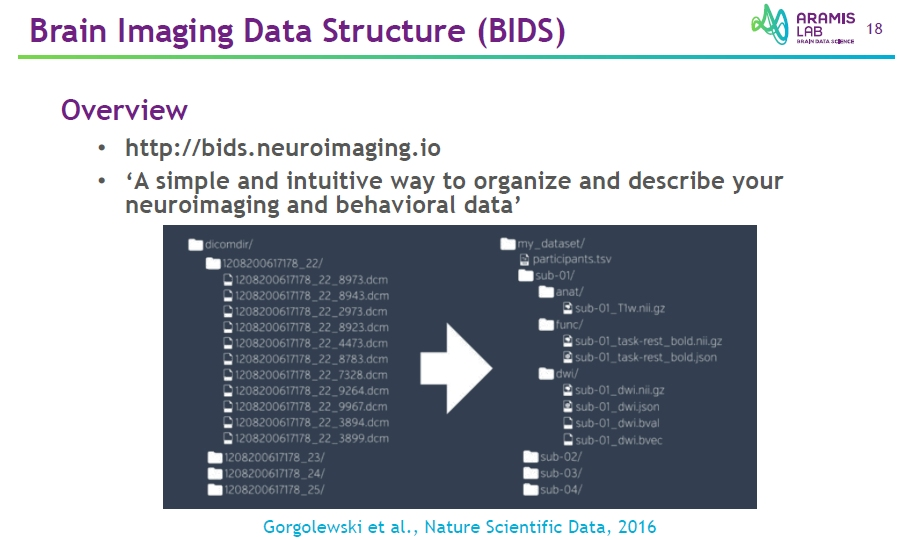 Brain Imaging Data Structure (BIDS)
ARAMIS
LAB
BRAIN DATA SCIENCE
18
Overview
• http://bids.neuroimaging.io
• ‘A simple and intuitive way to organize and describe your
neuroimaging and behavioral data’
dicomdir/
1208200617178_22/
1208200617178_22_8973.dcm
1208200617178_22_8943.dcm
1208200617178_22_2973.dcm
1208200617178_22_8923.dcm
1208200617178_22_4473.dcm
1208200617178_22_8783.dcm
1208200617178_22_7328.dcm
1208200617178_22_9264.dcm
1208200617178_22_9967.dcm
1208200617178_22_3894.dcm
1208200617178_22_3899.dcm
1208200617178_23/
1208200617178_24/
1208200617178_25/
my_dataset/
participants.tsv
sub-01/
anat/
sub-01_T1w.nii.gz
func/
sub-01_task-rest_bold.nii.gz
sub-01_task-rest_bold.json
dwi/
sub-01_dwi.nii.gz
sub-01_dwi.json
sub-01_dwi.bval
sub-01_dwi.bvec
sub-02/
sub-03/
sub-04/
Gorgolewski et al., Nature Scientific Data, 2016